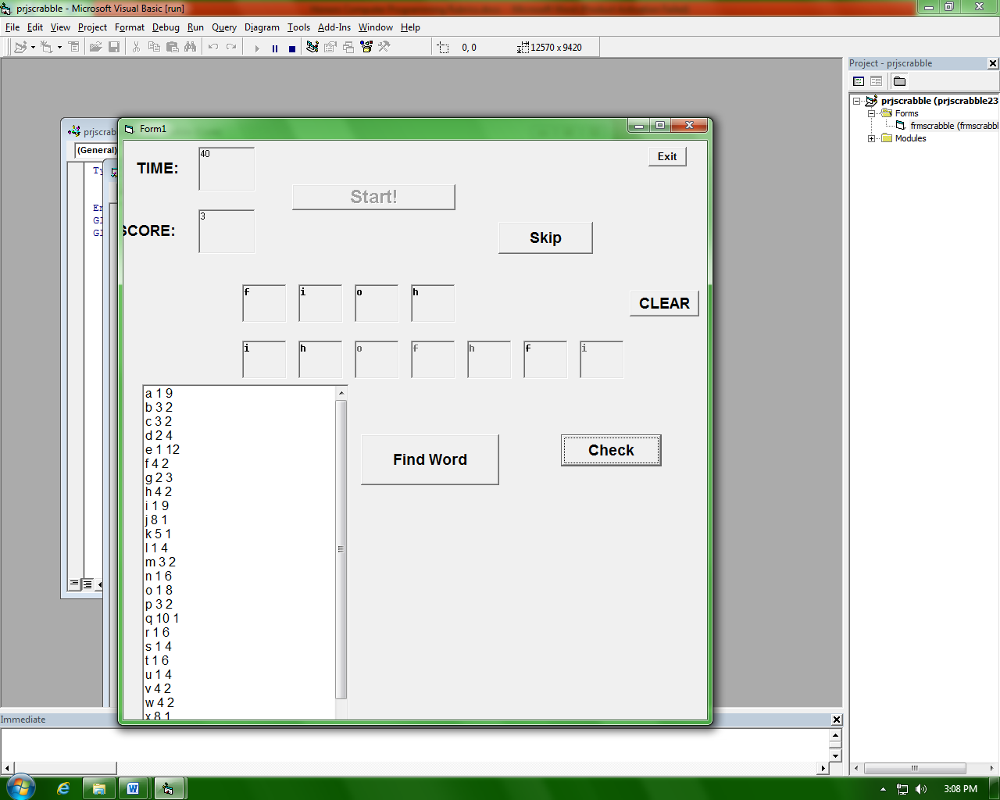 prjscrabble - Microsoft Visual Basic [run]
File Edit View Project Format Debug Run Query Diagram Tools Add-Ins Window Help
0, 0 12570 x 9420
Project - prjscrabble
prjscrabble (prjscrabble23
Forms
frmscrabble (frmscrabbl
Modules
prjscrab
(General)
Ty
En
Gl
Gl
Form1
TIME:
40
Exit
Start!
SCORE:
3
Skip
f i o h
CLEAR
i h o f h f i
a 1 9
b 3 2
c 3 2
d 2 4
e 1 12
f 4 2
g 2 3
h 4 2
i 1 9
j 8 1
k 5 1
l 1 4
m 3 2
n 1 6
o 1 8
p 3 2
q 10 1
r 1 6
s 1 4
t 1 6
u 1 4
v 4 2
w 4 2
x 8 1
Find Word
Check
Immediate
3:08 PM